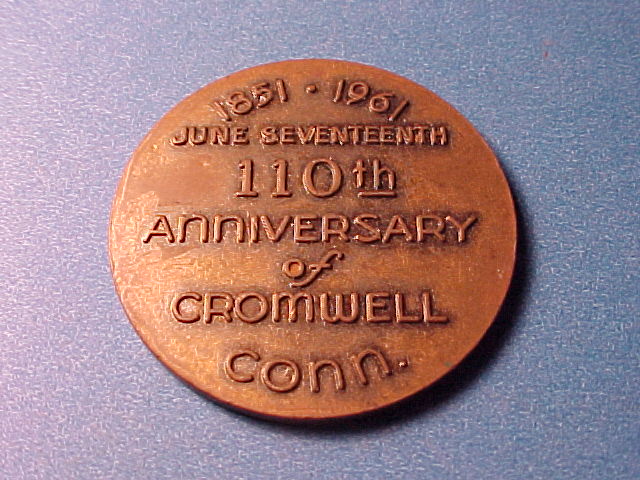 1851 · 1961
JUNE SEVENTEENTH
110th
ANNIVERSARY
of
CROMWELL
Conn.